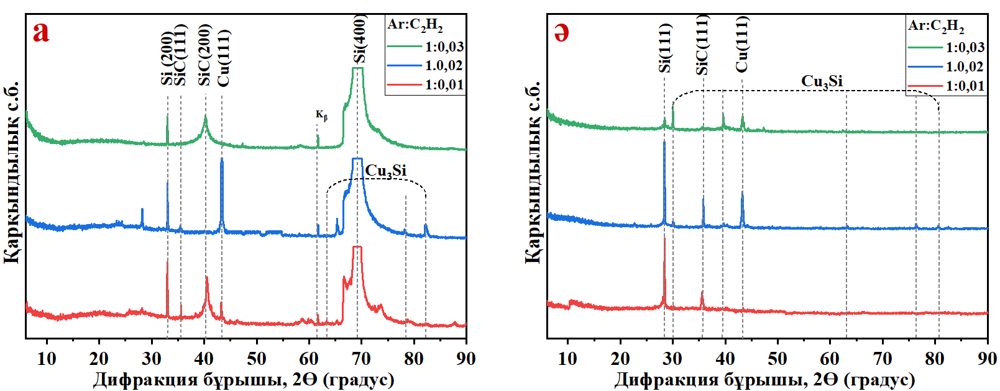 a
Si (200)
SiC(111)
SiC(200)
Cu(111)
Si(400)
Ar:C₂H₂
1:0,03
1.0,02
1:0,01
Kβ
Cu₃Si
Қарқындылық с.б.
10 20 30 40 50 60 70 80 90
Дифракция бұрышы, 2Ө (градус)
ә
Si(111)
SiC(111)
Cu(111)
Ar:C₂H₂
1:0,03
1.0,02
1:0,01
Cu₃Si
Қарқындылық с.б.
10 20 30 40 50 60 70 80 90
Дифракция бұрышы, 2Ө (градус)